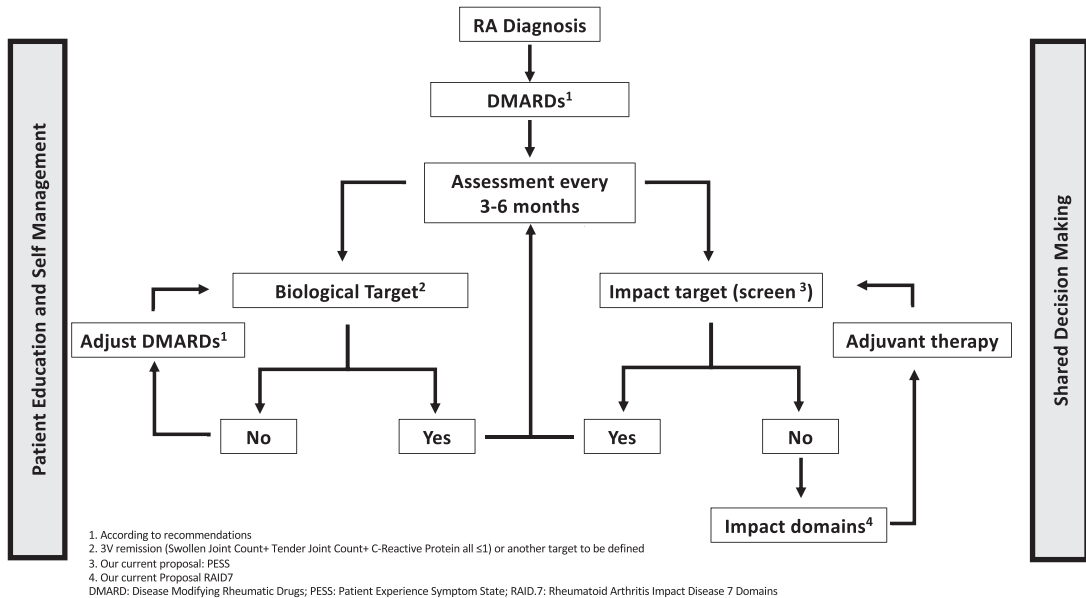 RA Diagnosis
DMARDs¹
Assessment every
3-6 months
Patient Education and Self Management
Shared Decision Making
Biological Target²
Impact target (screen ³)
Adjust DMARDs¹
Adjuvant therapy
No
Yes
Yes
No
Impact domains⁴
1. According to recommendations
2. 3V remission (Swollen Joint Count+ Tender Joint Count+ C-Reactive Protein all ≤1) or another target to be defined
3. Our current proposal: PESS
4. Our current Proposal RAID7
DMARD: Disease Modifying Rheumatic Drugs; PESS: Patient Experience Symptom State; RAID.7: Rheumatoid Arthritis Impact Disease 7 Domains